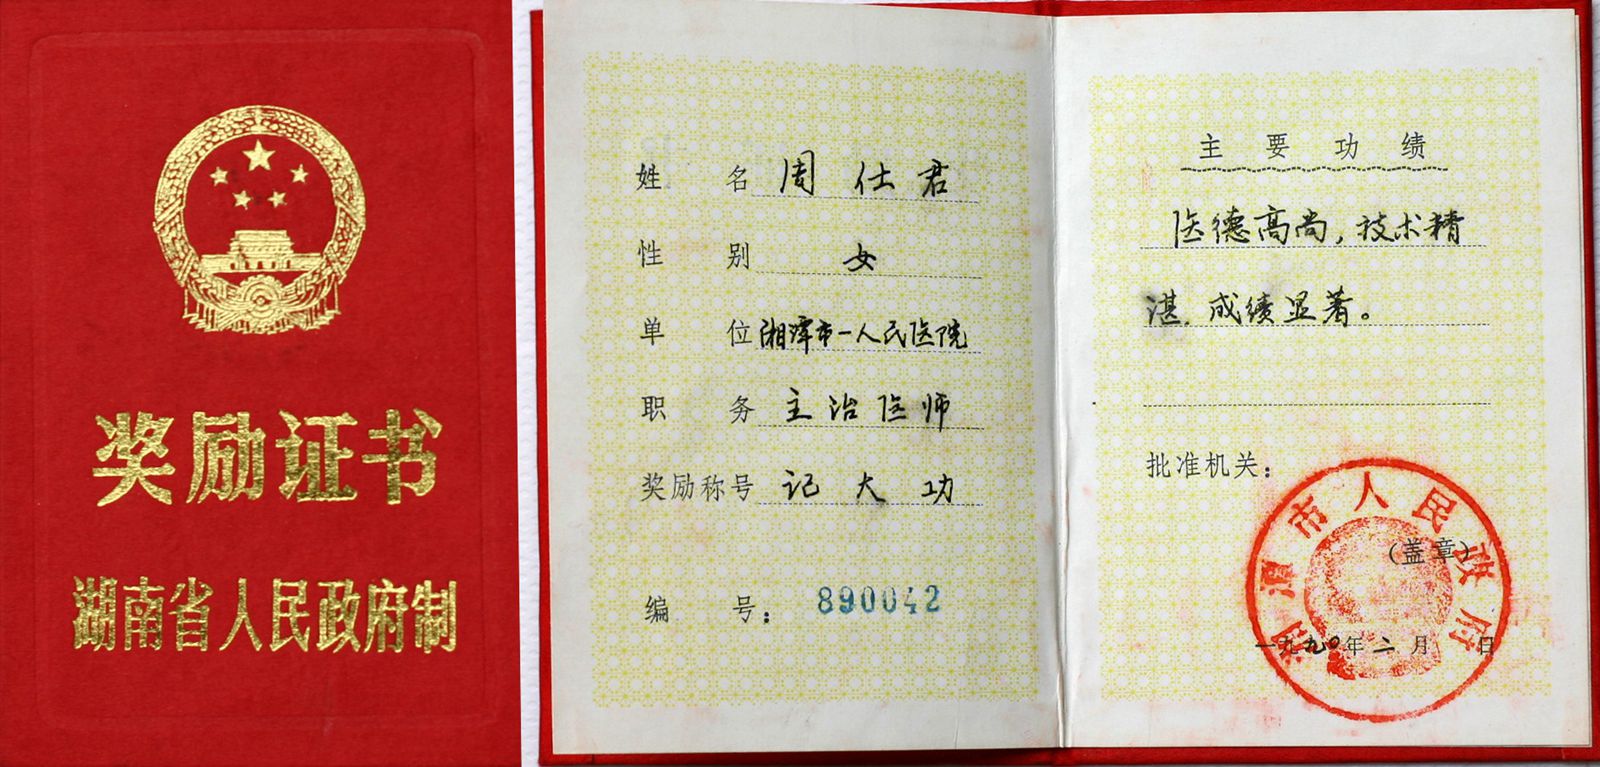 奖励证书
湖南省人民政府制
姓 名 周仕君
性 别 女
单 位 湘潭市一人民医院
职 务 主治医师
奖励称号 记大功
编 号：890042
主要功绩
医德高尚，技术精
湛．成绩显著。
批准机关：
湘潭市人民政府
（盖章）
一九九〇年二月 日